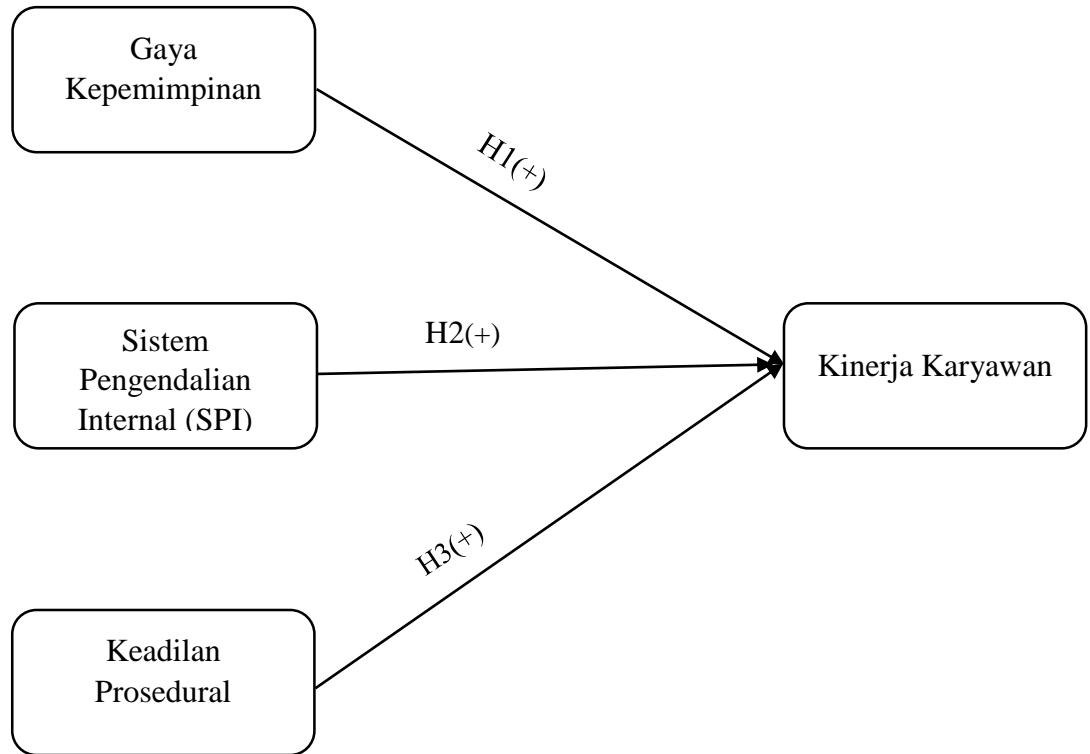 Gaya
Kepemimpinan
H1(+)
Sistem
Pengendalian
Internal (SPI)
H2(+)
Kinerja Karyawan
H3(+)
Keadilan
Prosedural